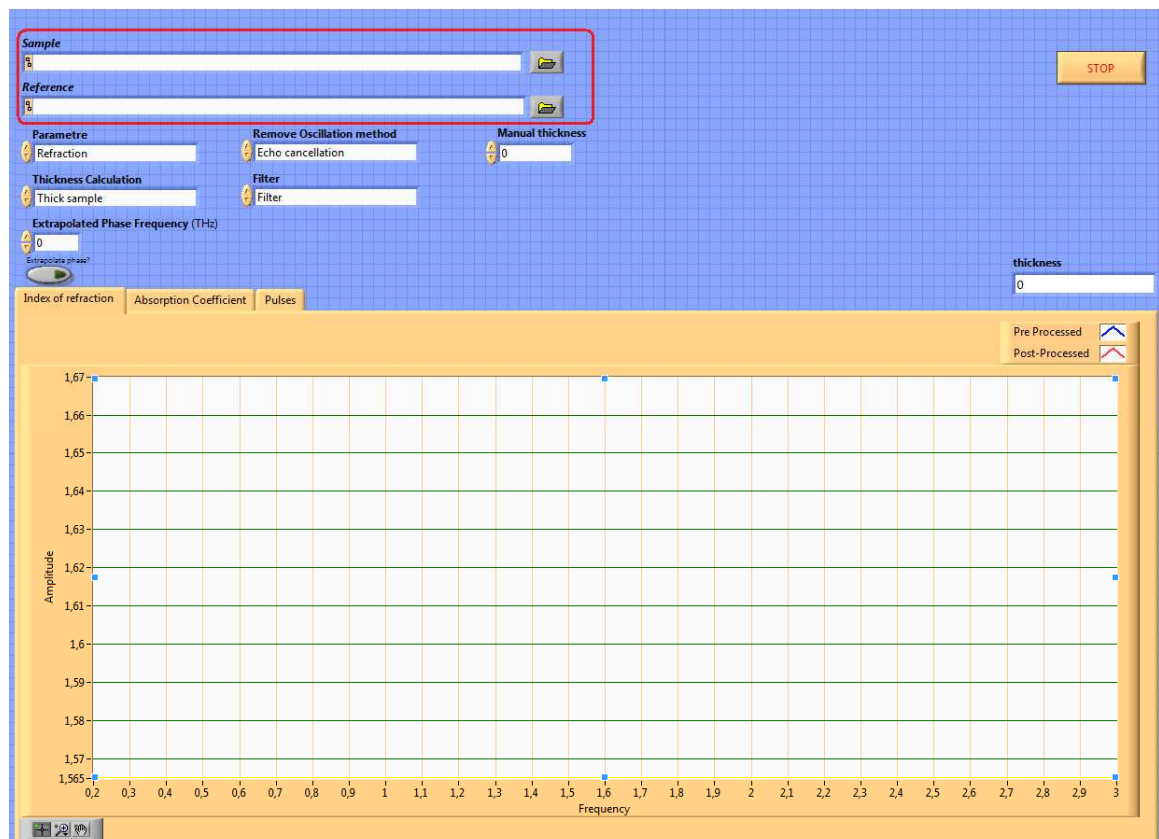 Sample
STOP
Reference
Parametre
Remove Oscillation method
Manual thickness
Refraction
Echo cancellation
0
Thickness Calculation
Filter
Thick sample
Filter
Extrapolated Phase Frequency (THz)
0
Extrapolate phase?
thickness
0
Index of refraction
Absorption Coefficient
Pulses
Pre Processed
Post-Processed
1,67
1,66
1,65
1,64
1,63
1,62
1,61
1,6
1,59
1,58
1,57
1,565
Amplitude
0,2 0,3 0,4 0,5 0,6 0,7 0,8 0,9 1 1,1 1,2 1,3 1,4 1,5 1,6 1,7 1,8 1,9 2 2,1 2,2 2,3 2,4 2,5 2,6 2,7 2,8 2,9 3
Frequency